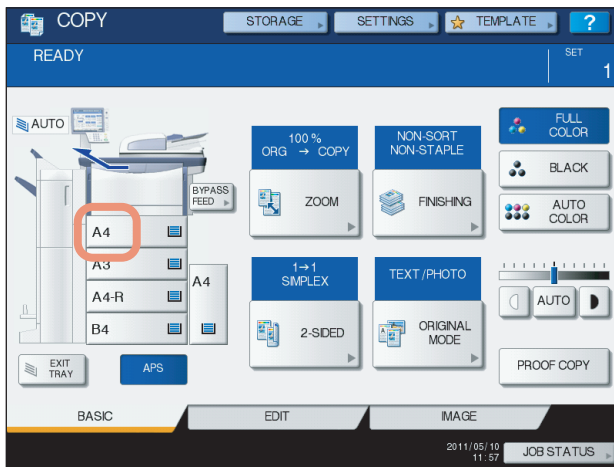 COPY
STORAGE
SETTINGS
TEMPLATE
?
READY
SET
1
AUTO
BYPASS
FEED
A4
A3
A4-R
B4
A4
EXIT
TRAY
APS
100 %
ORG → COPY
ZOOM
NON-SORT
NON-STAPLE
FINISHING
1→1
SIMPLEX
2-SIDED
TEXT/PHOTO
ORIGINAL
MODE
FULL
COLOR
BLACK
AUTO
COLOR
AUTO
PROOF COPY
BASIC
EDIT
IMAGE
2011/05/10
11:57
JOB STATUS